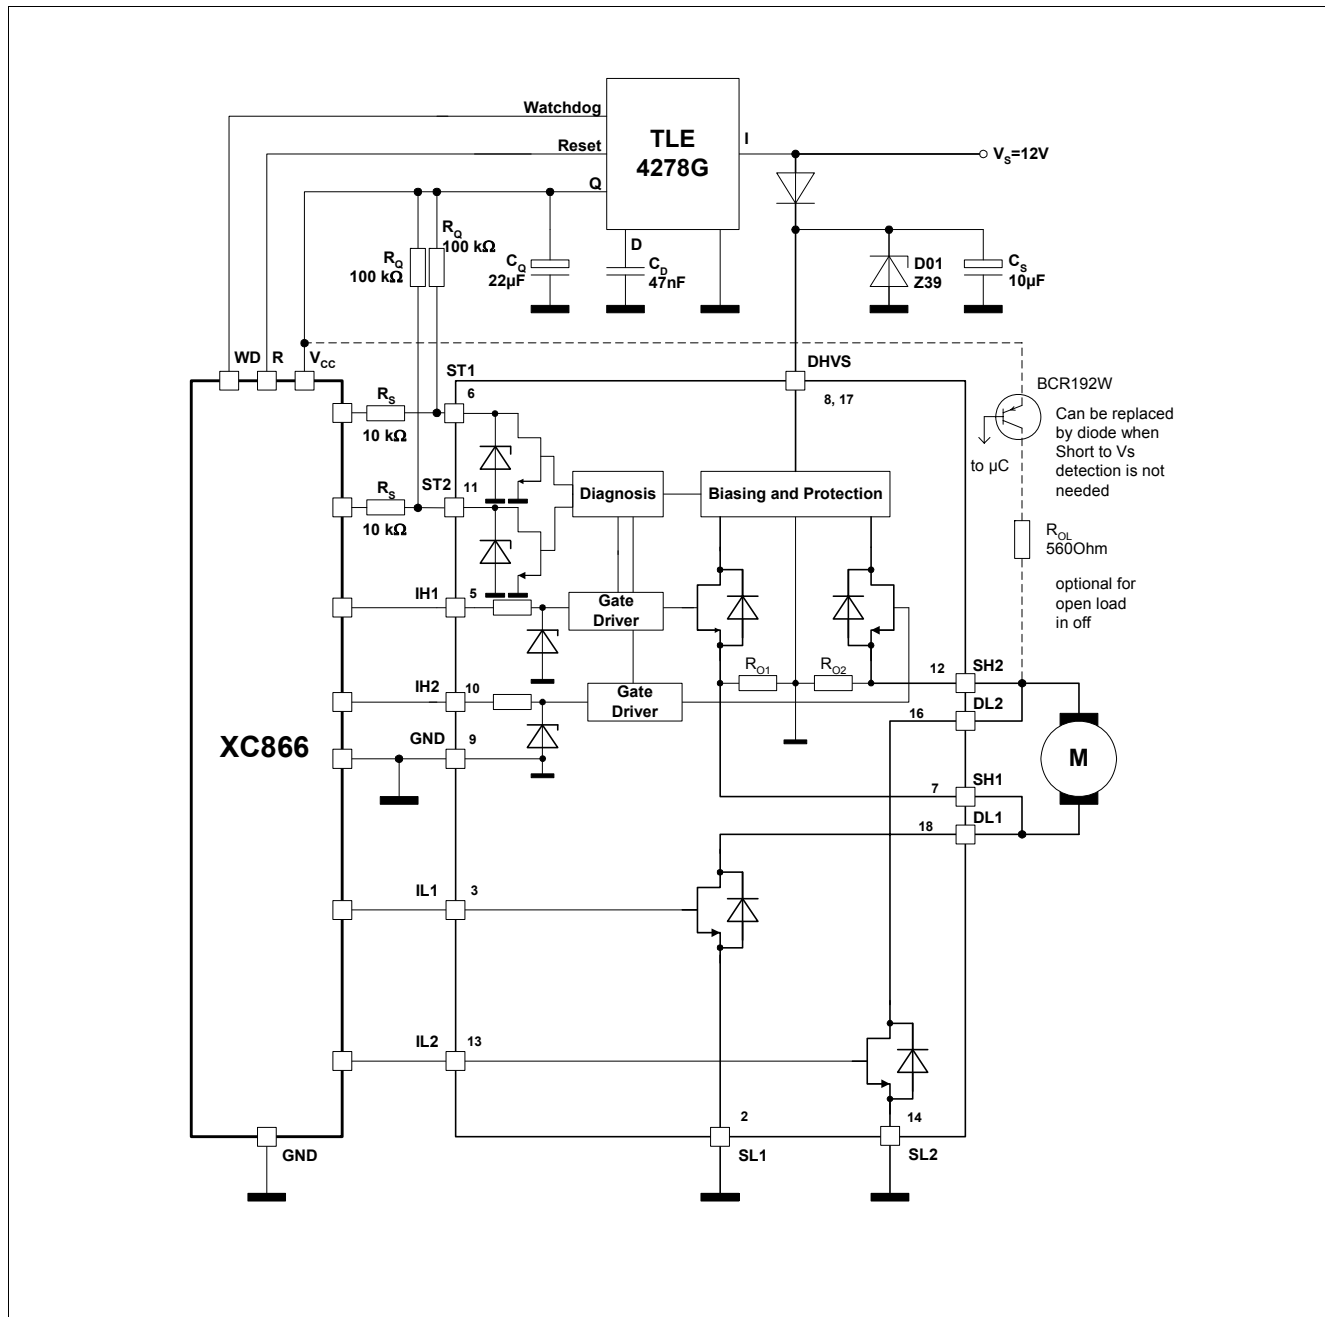 Watchdog
TLE
4278G
I
Reset
V_S=12V
Q
R_Q
100 kΩ
R_Q
100 kΩ
D
C_Q
22µF
C_D
47nF
D01
Z39
C_S
10µF
WD
R
V_CC
ST1
DHVS
6
8, 17
BCR192W
R_S
10 kΩ
Can be replaced
by diode when
Short to Vs
detection is not
needed
to µC
ST2
11
Diagnosis
Biasing and Protection
R_S
10 kΩ
R_OL
560Ohm
optional for
open load
in off
IH1
5
Gate
Driver
R_O1
R_O2
12
SH2
IH2
10
Gate
Driver
16
DL2
XC866
GND
9
M
7
SH1
18
DL1
IL1
3
IL2
13
2
14
GND
SL1
SL2